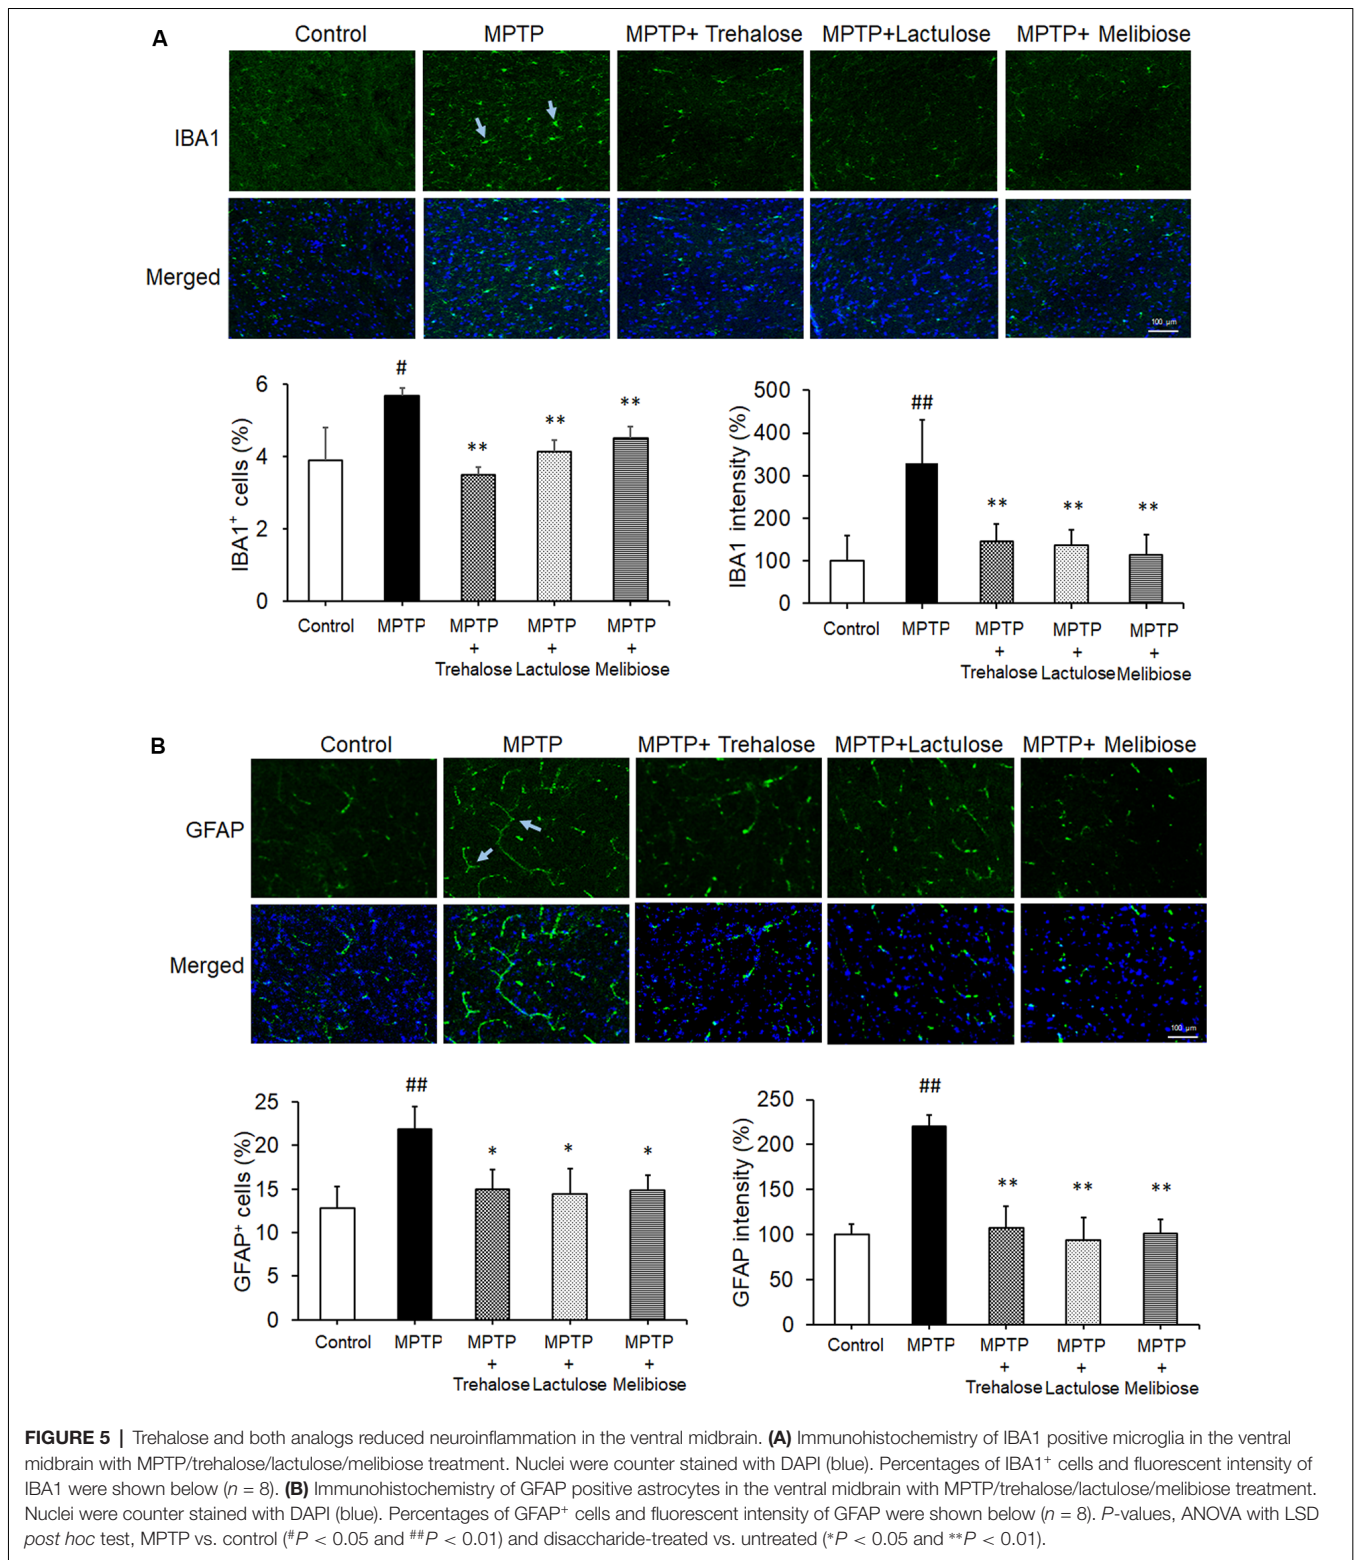 A
Control MPTP MPTP+ Trehalose MPTP+Lactulose MPTP+ Melibiose
IBA1
Merged
100 µm
IBA1+ cells (%)
6
4
2
0
#
**
**
**
Control MPTP MPTP MPTP MPTP
+ + +
Trehalose Lactulose Melibiose
IBA1 intensity (%)
500
400
300
200
100
0
##
**
**
**
Control MPTP MPTP MPTP MPTP
+ + +
Trehalose Lactulose Melibiose
B
Control MPTP MPTP+ Trehalose MPTP+Lactulose MPTP+ Melibiose
GFAP
Merged
100 µm
GFAP+ cells (%)
25
20
15
10
5
0
##
*
*
*
Control MPTP MPTP MPTP MPTP
+ + +
Trehalose Lactulose Melibiose
GFAP intensity (%)
250
200
150
100
50
0
##
**
**
**
Control MPTP MPTP MPTP MPTP
+ + +
Trehalose Lactulose Melibiose
FIGURE 5 | Trehalose and both analogs reduced neuroinflammation in the ventral midbrain. (A) Immunohistochemistry of IBA1 positive microglia in the ventral
midbrain with MPTP/trehalose/lactulose/melibiose treatment. Nuclei were counter stained with DAPI (blue). Percentages of IBA1+ cells and fluorescent intensity of
IBA1 were shown below (n = 8). (B) Immunohistochemistry of GFAP positive astrocytes in the ventral midbrain with MPTP/trehalose/lactulose/melibiose treatment.
Nuclei were counter stained with DAPI (blue). Percentages of GFAP+ cells and fluorescent intensity of GFAP were shown below (n = 8). P-values, ANOVA with LSD
post hoc test, MPTP vs. control (#P < 0.05 and ##P < 0.01) and disaccharide-treated vs. untreated (*P < 0.05 and **P < 0.01).